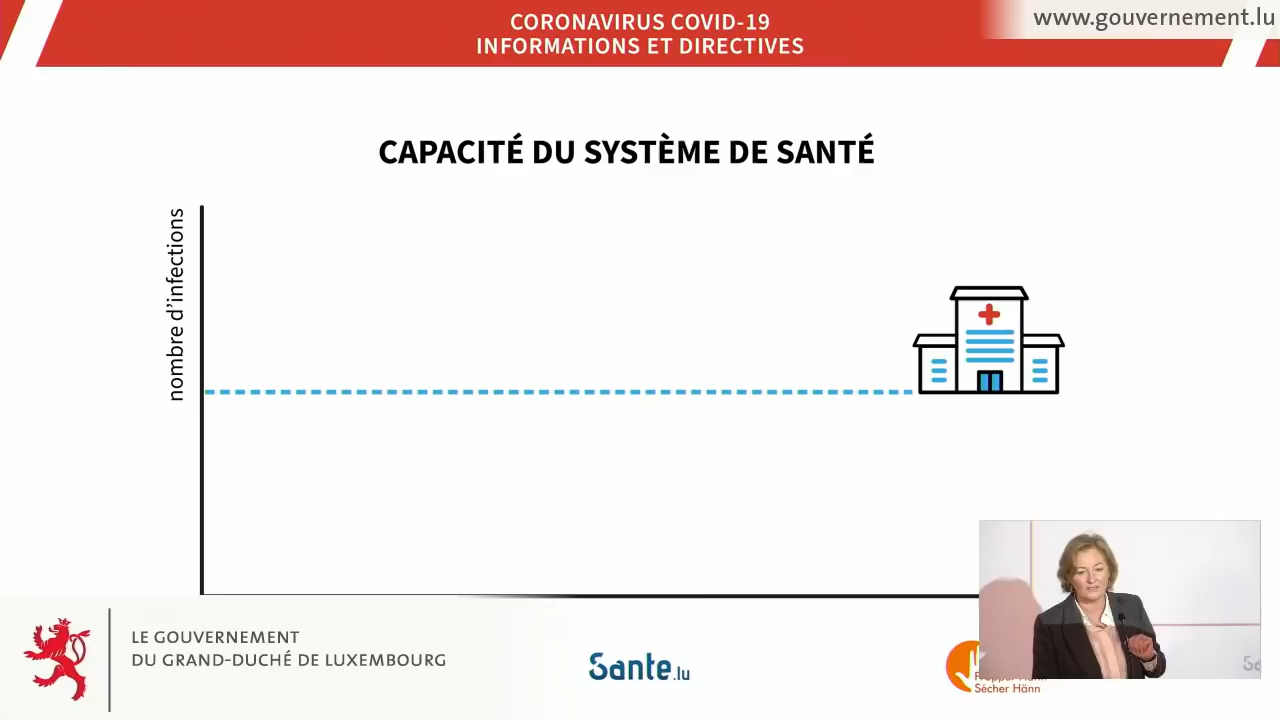 CORONAVIRUS COVID-19
INFORMATIONS ET DIRECTIVES
www.gouvernement.lu
CAPACITÉ DU SYSTÈME DE SANTÉ
nombre d'infections
LE GOUVERNEMENT
DU GRAND-DUCHÉ DE LUXEMBOURG
Santé.lu
Sécher Hänn